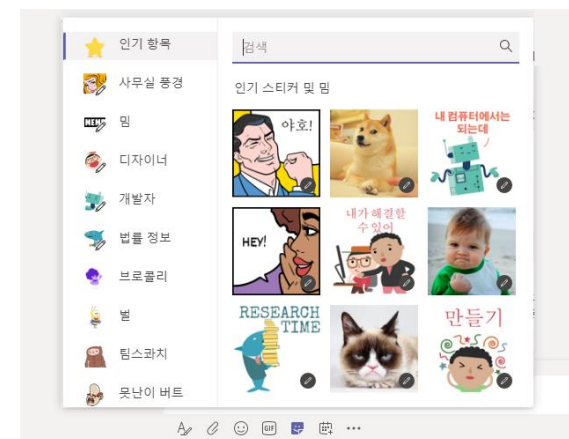 인기 항목
사무실 풍경
MEME
밈
디자이너
개발자
법률 정보
브로콜리
벌
팀스콰치
못난이 버트
검색
인기 스티커 및 밈
야호!
내 컴퓨터에서는
되는데
HEY!
내가 해결할
수 있어
RESEARCH
TIME
만들기
GIF